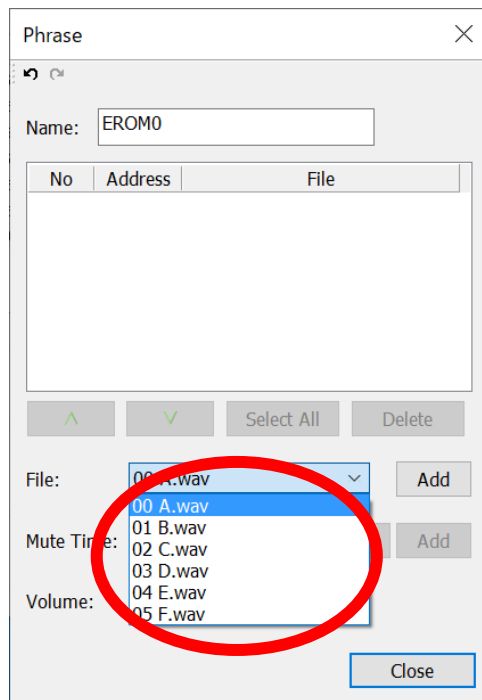 Phrase
Name: EROM0
No Address File
Select All Delete
File: 00 A.wav Add
00 A.wav
01 B.wav
Mute Time: Add
02 C.wav
03 D.wav
04 E.wav
Volume:
05 F.wav
Close